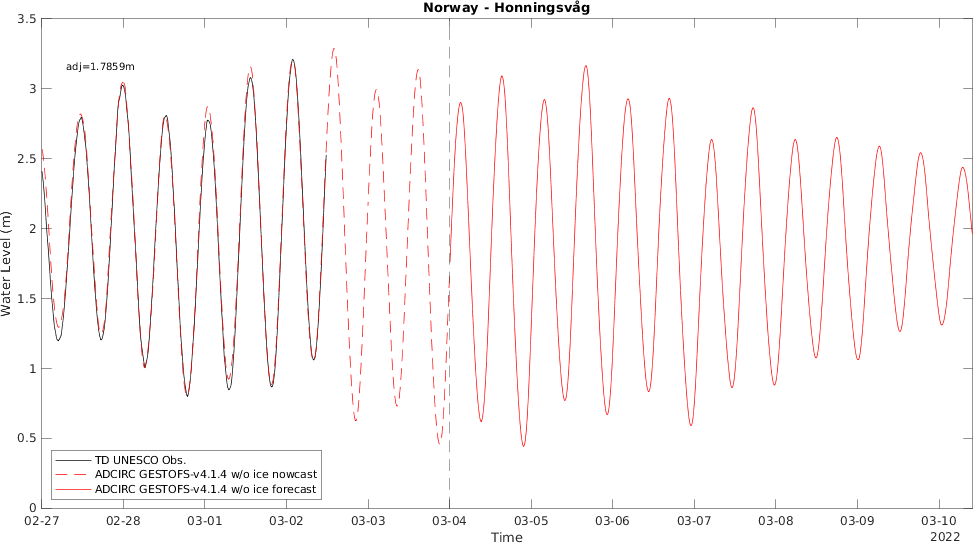 Norway - Honningsvåg
adj=1.7859m
3.5
3
2.5
2
1.5
1
0.5
0
Water Level (m)
TD UNESCO Obs.
ADCIRC GESTOFS-v4.1.4 w/o ice nowcast
ADCIRC GESTOFS-v4.1.4 w/o ice forecast
02-27 02-28 03-01 03-02 03-03 03-04 03-05 03-06 03-07 03-08 03-09 03-10
Time
2022